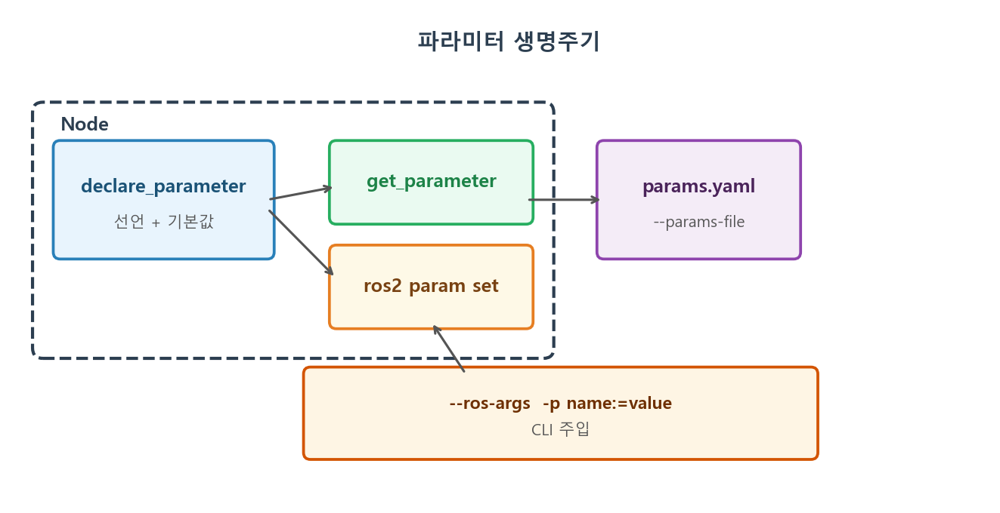 파라미터 생명주기
Node
declare_parameter
선언 + 기본값
get_parameter
params.yaml
--params-file
ros2 param set
--ros-args  -p name:=value
CLI 주입